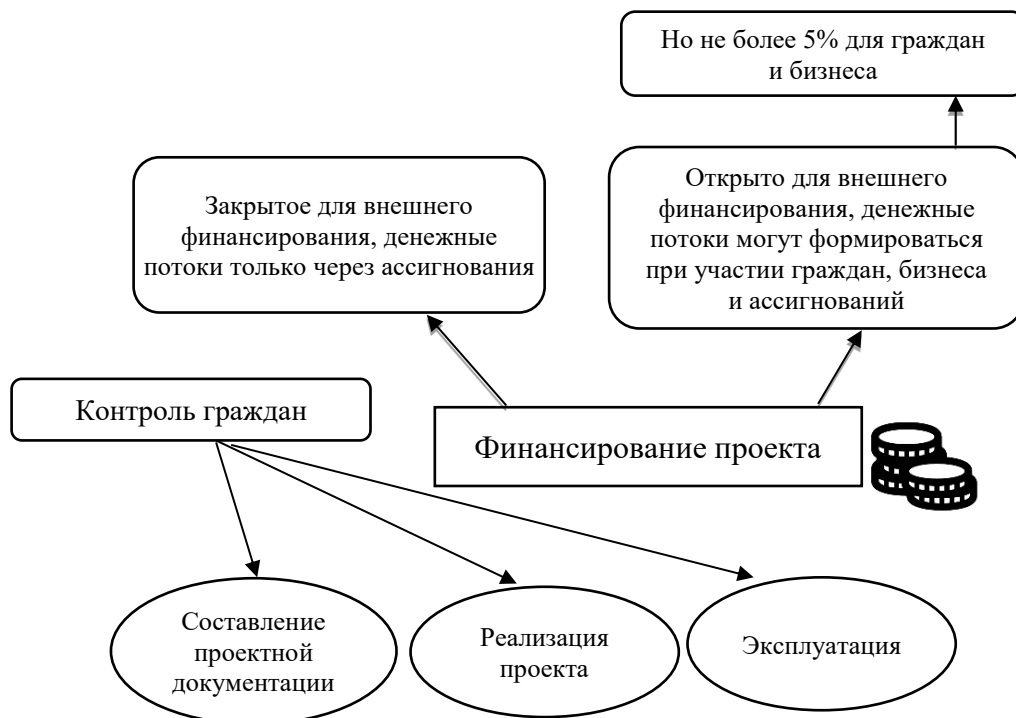 Но не более 5% для граждан
и бизнеса
Закрытое для внешнего
финансирования, денежные
потоки только через ассигнования
Открыто для внешнего
финансирования, денежные
потоки могут формироваться
при участии граждан, бизнеса
и ассигнований
Контроль граждан
Финансирование проекта
Составление
проектной
документации
Реализация
проекта
Эксплуатация